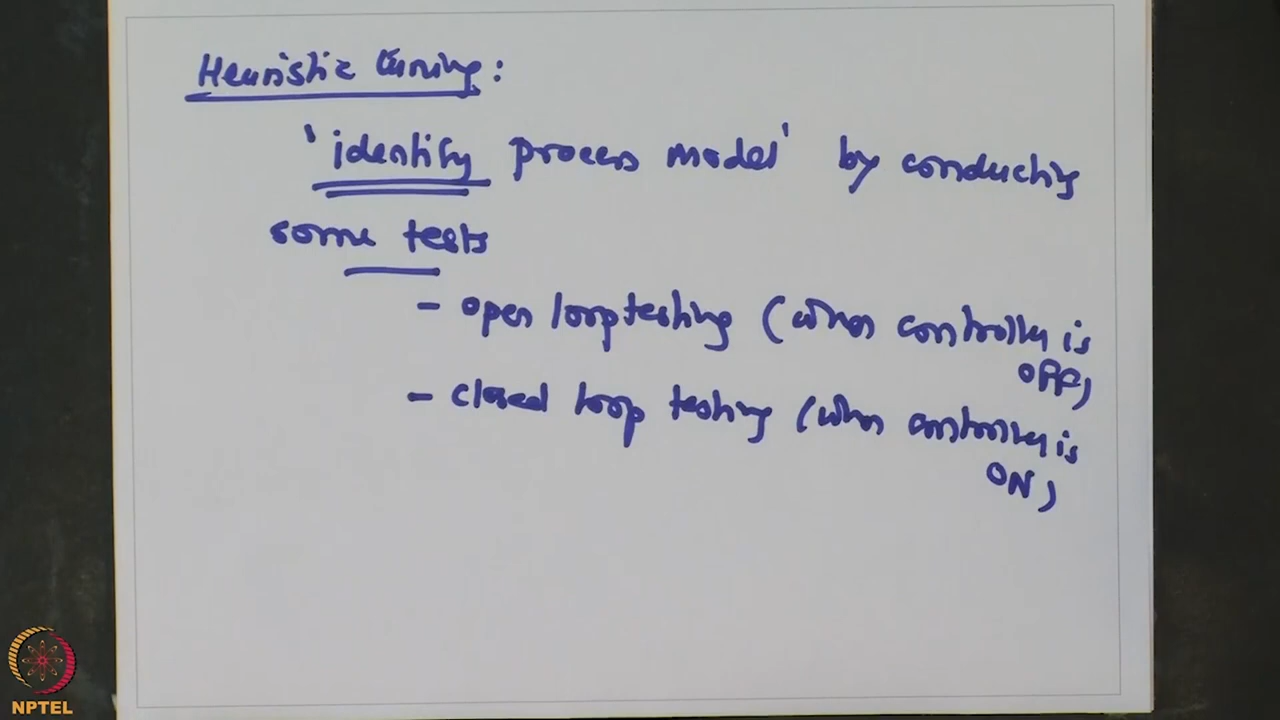 Heuristic tuning:
'identify process model' by conducting
some tests
- open loop testing (when controller is
OFF)
- closed loop testing (when controller is
ON)
NPTEL